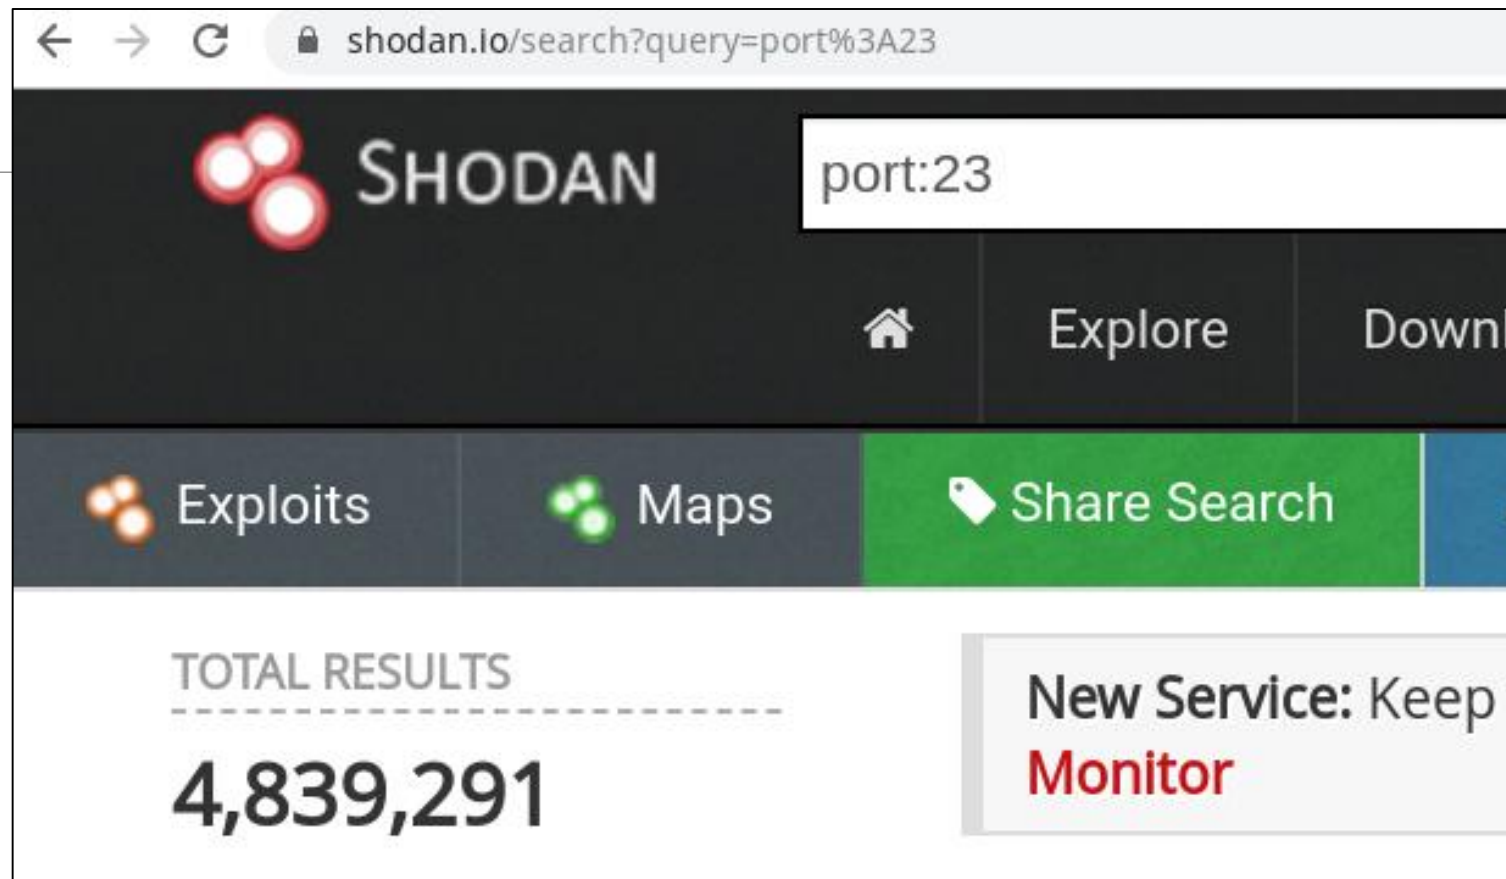 shodan.io/search?query=port%3A23
SHODAN
port:23
Explore
Downl
Exploits
Maps
Share Search
TOTAL RESULTS
4,839,291
New Service: Keep
Monitor